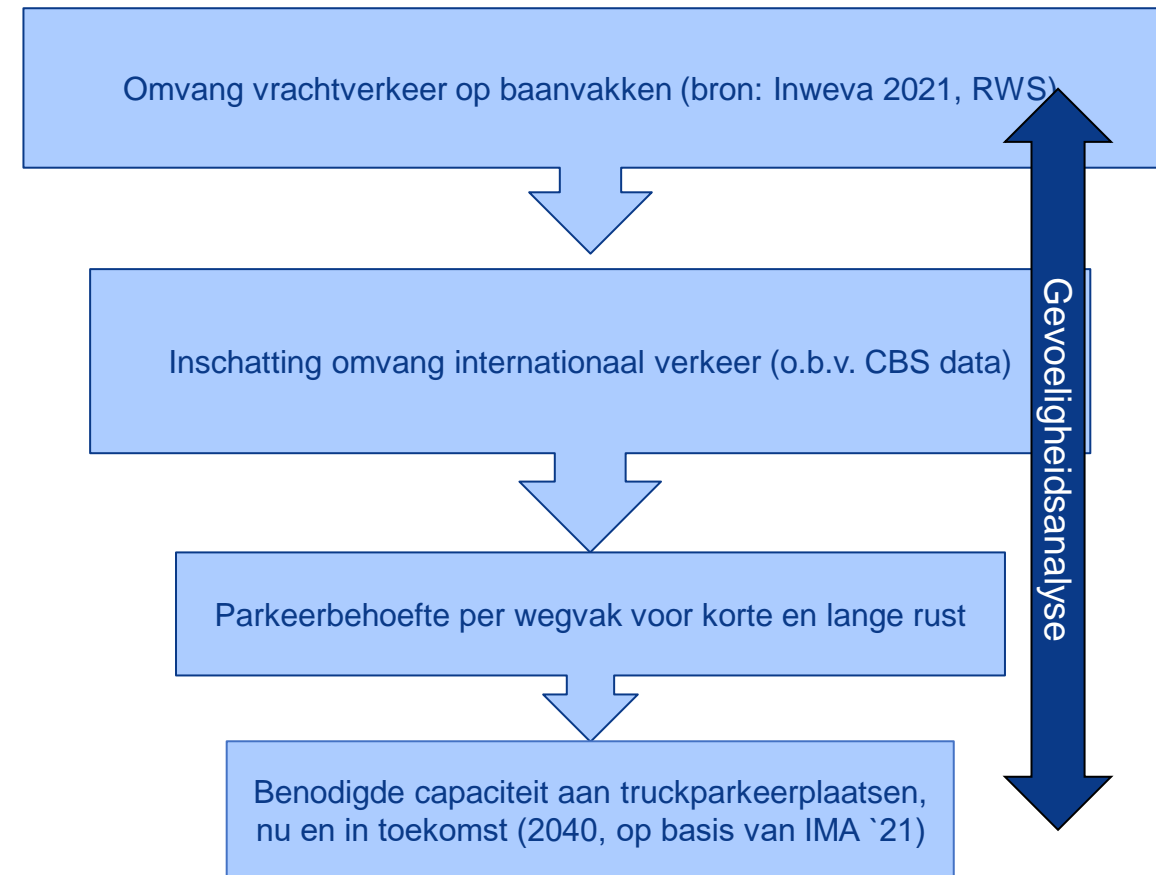 Omvang vrachtverkeer op baanvakken (bron: Inweva 2021, RWS)
Inschatting omvang internationaal verkeer (o.b.v. CBS data)
Gevoeligheidsanalyse
Parkeerbehoefte per wegvak voor korte en lange rust
Benodigde capaciteit aan truckparkeerplaatsen,
nu en in toekomst (2040, op basis van IMA `21)